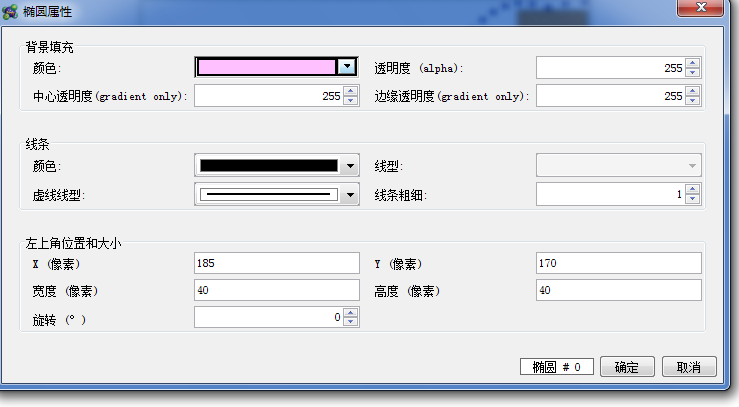 椭圆属性
背景填充
颜色: 透明度 (alpha): 255
中心透明度(gradient only): 255 边缘透明度(gradient only): 255
线条
颜色: 线型:
虚线线型: 线条粗细: 1
左上角位置和大小
X (像素) 185 Y (像素) 170
宽度 (像素) 40 高度 (像素) 40
旋转 (°) 0
椭圆 # 0 确定 取消